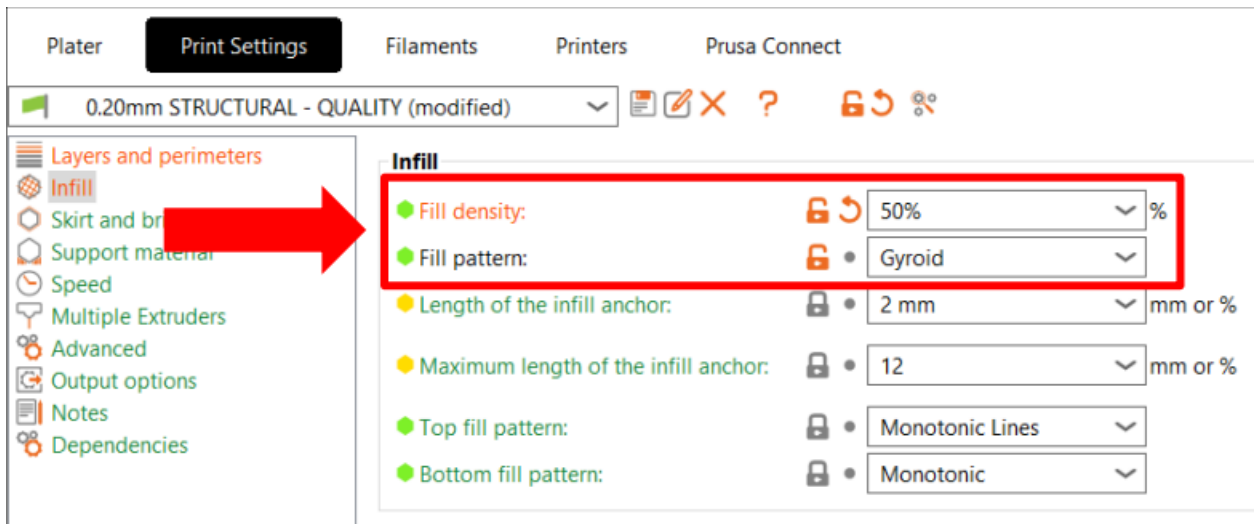 Plater Print Settings Filaments Printers Prusa Connect
0.20mm STRUCTURAL - QUALITY (modified) ?
Layers and perimeters
Infill
Skirt and br
Support material
Speed
Multiple Extruders
Advanced
Output options
Notes
Dependencies
Infill
Fill density: 50% %
Fill pattern: Gyroid
Length of the infill anchor: 2 mm mm or %
Maximum length of the infill anchor: 12 mm or %
Top fill pattern: Monotonic Lines
Bottom fill pattern: Monotonic